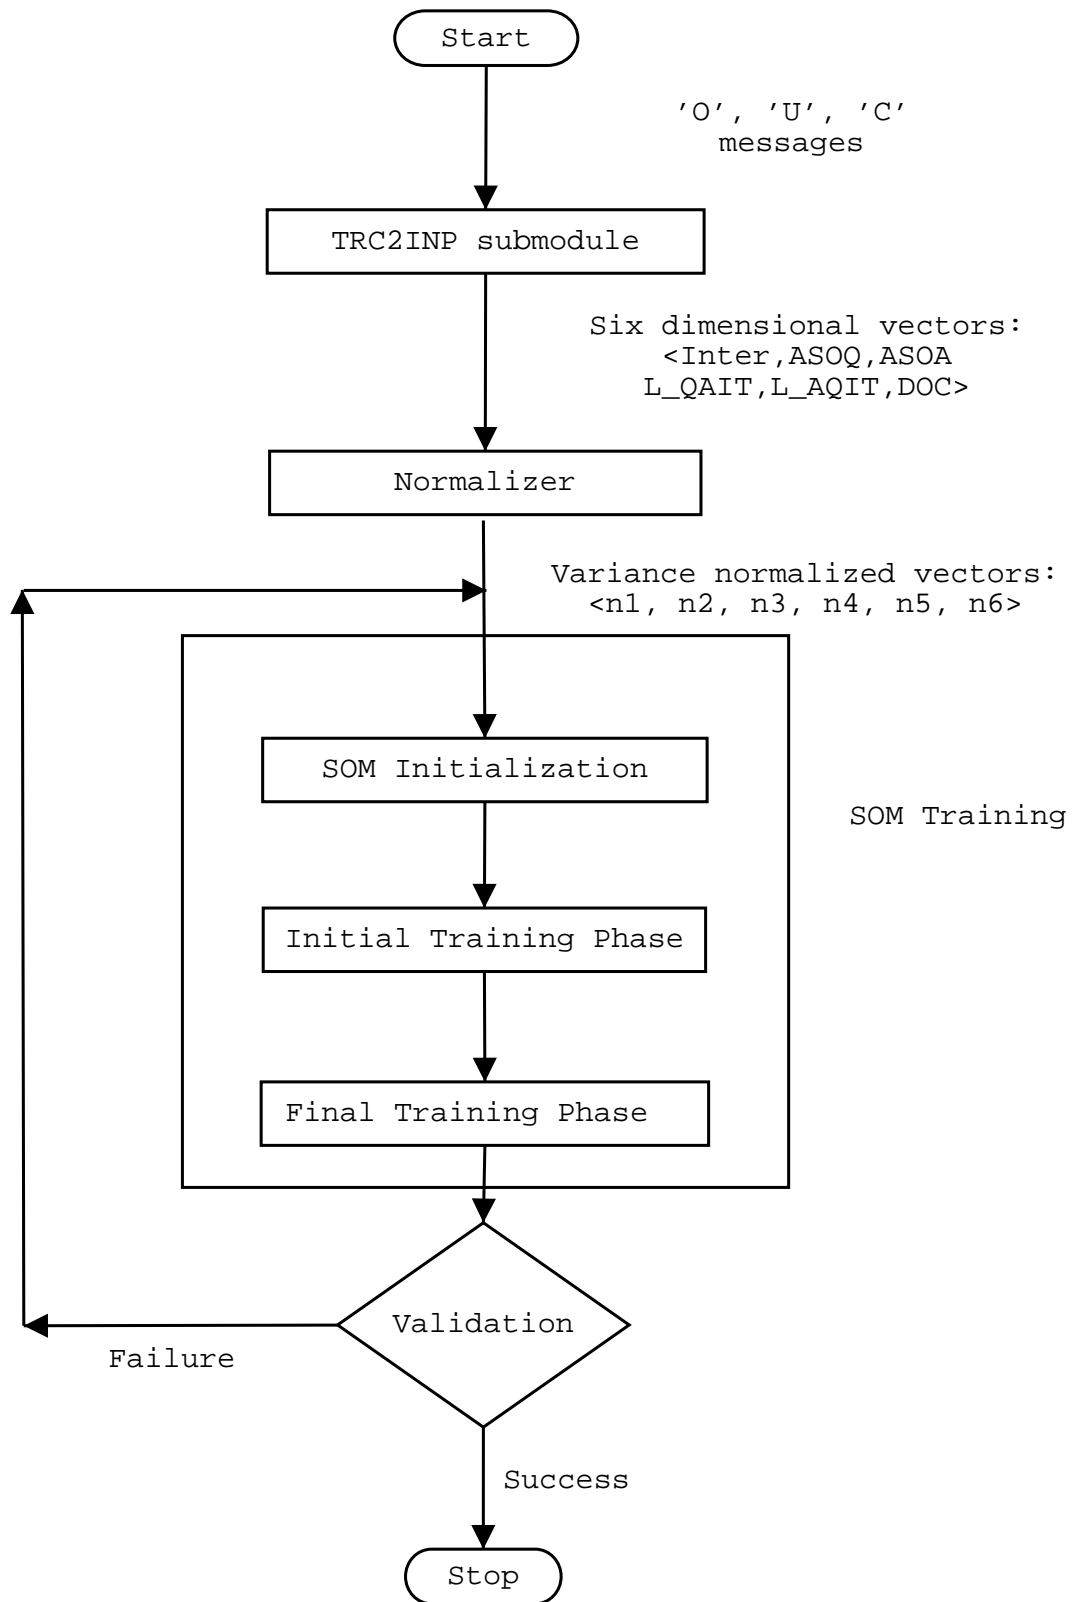 Start
'O', 'U', 'C'
messages
TRC2INP submodule
Six dimensional vectors:
<Inter,ASOQ,ASOA
L_QAIT,L_AQIT,DOC>
Normalizer
Variance normalized vectors:
<n1, n2, n3, n4, n5, n6>
SOM Initialization
SOM Training
Initial Training Phase
Final Training Phase
Validation
Failure
Success
Stop